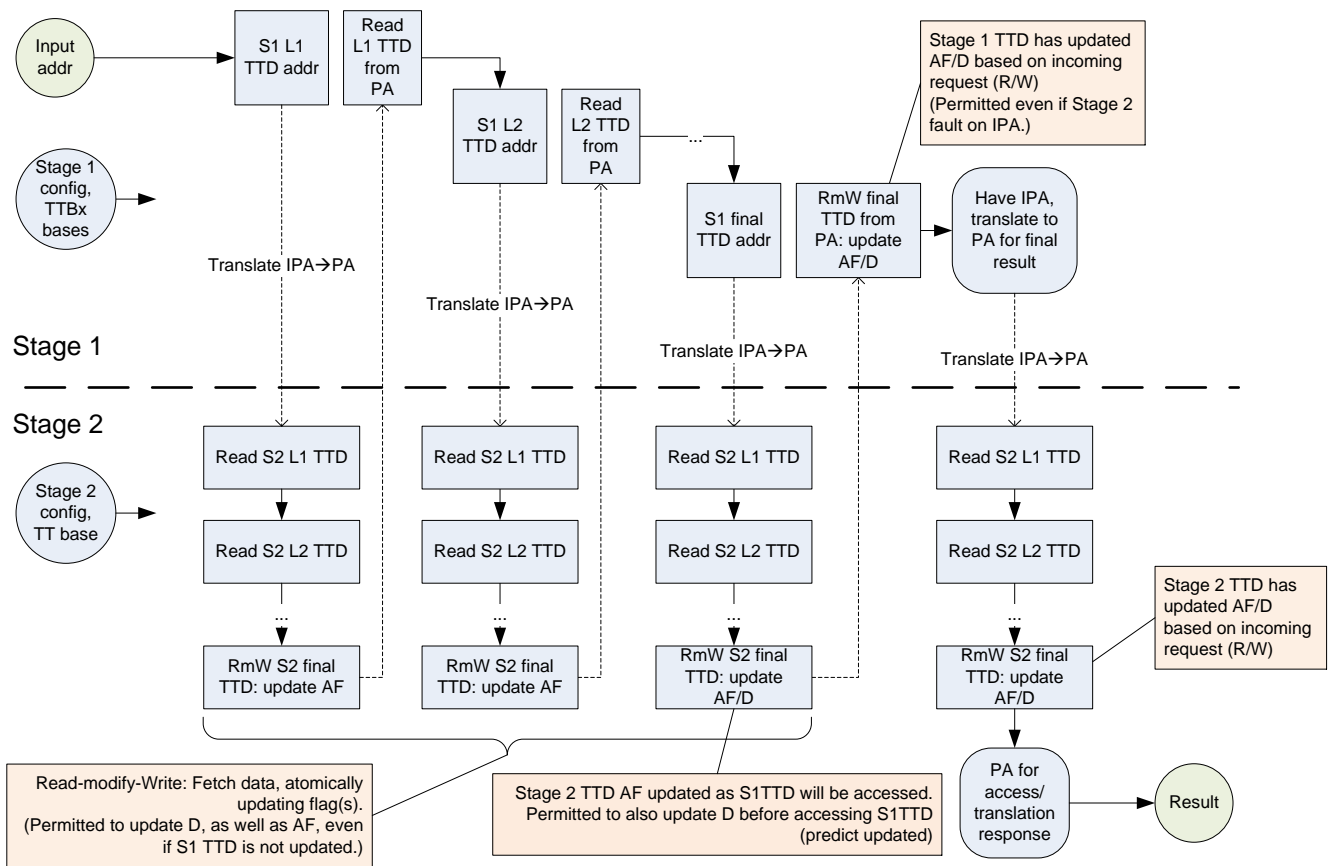 Input
addr
S1 L1
TTD addr
Read
L1 TTD
from
PA
S1 L2
TTD addr
Read
L2 TTD
from
PA
...
S1 final
TTD addr
RmW final
TTD from
PA: update
AF/D
Have IPA,
translate to
PA for final
result
Stage 1 TTD has updated
AF/D based on incoming
request (R/W)
(Permitted even if Stage 2
fault on IPA.)
Stage 1
config,
TTBx
bases
Translate IPA→PA
Translate IPA→PA
Translate IPA→PA
Translate IPA→PA
Stage 1
Stage 2
Stage 2
config,
TT base
Read S2 L1 TTD
Read S2 L2 TTD
...
RmW S2 final
TTD: update AF
Read S2 L1 TTD
Read S2 L2 TTD
...
RmW S2 final
TTD: update AF
Read S2 L1 TTD
Read S2 L2 TTD
...
RmW S2 final
TTD: update
AF/D
Read S2 L1 TTD
Read S2 L2 TTD
...
RmW S2 final
TTD: update
AF/D
Stage 2 TTD has
updated AF/D
based on incoming
request (R/W)
Read-modify-Write: Fetch data, atomically
updating flag(s).
(Permitted to update D, as well as AF, even
if S1 TTD is not updated.)
Stage 2 TTD AF updated as S1TTD will be accessed.
Permitted to also update D before accessing S1TTD
(predict updated)
PA for
access/
translation
response
Result